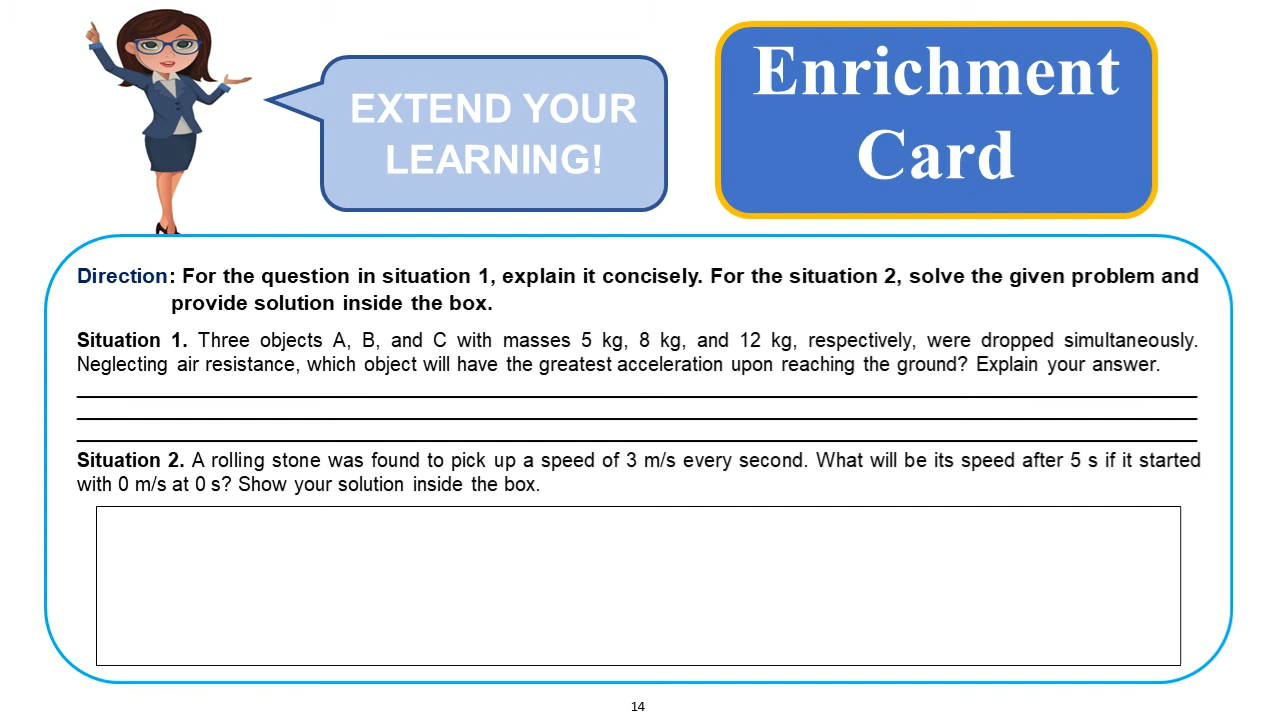 EXTEND YOUR
LEARNING!
Enrichment
Card
Direction: For the question in situation 1, explain it concisely. For the situation 2, solve the given problem and
provide solution inside the box.
Situation 1. Three objects A, B, and C with masses 5 kg, 8 kg, and 12 kg, respectively, were dropped simultaneously.
Neglecting air resistance, which object will have the greatest acceleration upon reaching the ground? Explain your answer.
Situation 2. A rolling stone was found to pick up a speed of 3 m/s every second. What will be its speed after 5 s if it started
with 0 m/s at 0 s? Show your solution inside the box.
14